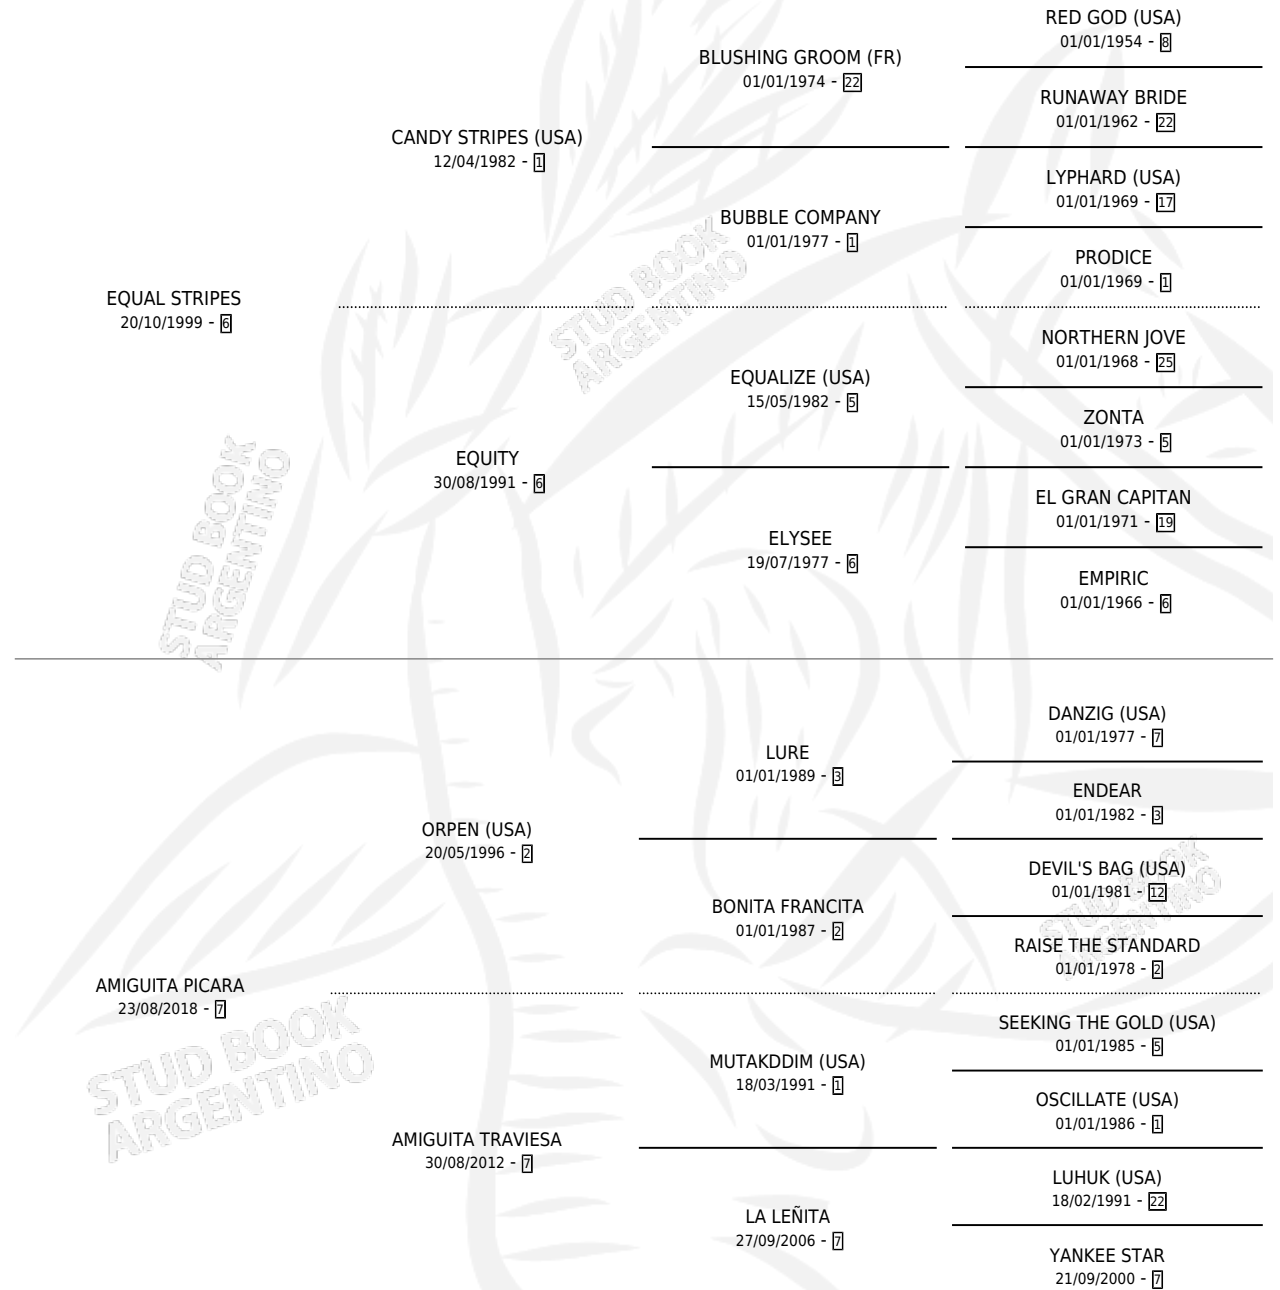 RED GOD (USA)
01/01/1954 - 8
BLUSHING GROOM (FR)
01/01/1974 - 22
RUNAWAY BRIDE
01/01/1962 - 22
CANDY STRIPES (USA)
12/04/1982 - 1
LYPHARD (USA)
01/01/1969 - 17
BUBBLE COMPANY
01/01/1977 - 1
PRODICE
01/01/1969 - 1
EQUAL STRIPES
20/10/1999 - 6
STUD BOOK
ARGENTINO
NORTHERN JOVE
01/01/1968 - 25
EQUALIZE (USA)
15/05/1982 - 5
ZONTA
01/01/1973 - 5
EQUITY
30/08/1991 - 6
EL GRAN CAPITAN
01/01/1971 - 19
ELYSEE
19/07/1977 - 6
EMPIRIC
01/01/1966 - 6
STUD BOOK
ARGENTINO
DANZIG (USA)
01/01/1977 - 7
LURE
01/01/1989 - 3
ENDEAR
01/01/1982 - 3
ORPEN (USA)
20/05/1996 - 2
DEVIL'S BAG (USA)
01/01/1981 - 12
BONITA FRANCITA
01/01/1987 - 2
STUD BOOK
ARGENTINO
RAISE THE STANDARD
01/01/1978 - 2
AMIGUITA PICARA
23/08/2018 - 7
STUD BOOK
ARGENTINO
SEEKING THE GOLD (USA)
01/01/1985 - 5
MUTAKDDIM (USA)
18/03/1991 - 1
OSCILLATE (USA)
01/01/1986 - 1
AMIGUITA TRAVIESA
30/08/2012 - 7
LUHUK (USA)
18/02/1991 - 22
LA LEÑITA
27/09/2006 - 7
YANKEE STAR
21/09/2000 - 7